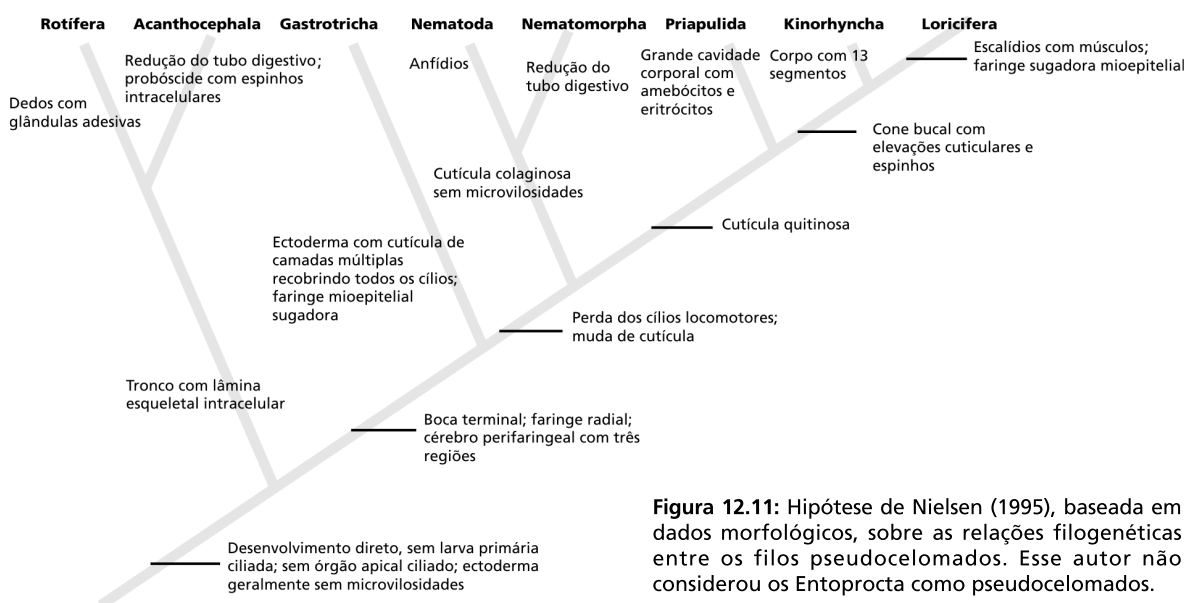 Rotífera Acanthocephala Gastrotricha Nematoda Nematomorpha Priapulida Kinorhyncha Loricifera
Redução do tubo digestivo;
probóscide com espinhos
intracelulares
Anfídios
Redução do
tubo digestivo
Grande cavidade
corporal com
amebócitos e
eritrócitos
Corpo com 13
segmentos
Escalídios com músculos;
faringe sugadora mioepitelial
Dedos com
glândulas adesivas
Cone bucal com
elevações cuticulares e
espinhos
Cutícula colaginosa
sem microvilosidades
Cutícula quitinosa
Ectoderma com cutícula de
camadas múltiplas
recobrindo todos os cílios;
faringe mioepitelial
sugadora
Perda dos cílios locomotores;
muda de cutícula
Tronco com lâmina
esqueletal intracelular
Boca terminal; faringe radial;
cérebro perifaringeal com três
regiões
Desenvolvimento direto, sem larva primária
ciliada; sem órgão apical ciliado; ectoderma
geralmente sem microvilosidades
Figura 12.11: Hipótese de Nielsen (1995), baseada em
dados morfológicos, sobre as relações filogenéticas
entre os filos pseudocelomados. Esse autor não
considerou os Entoprocta como pseudocelomados.